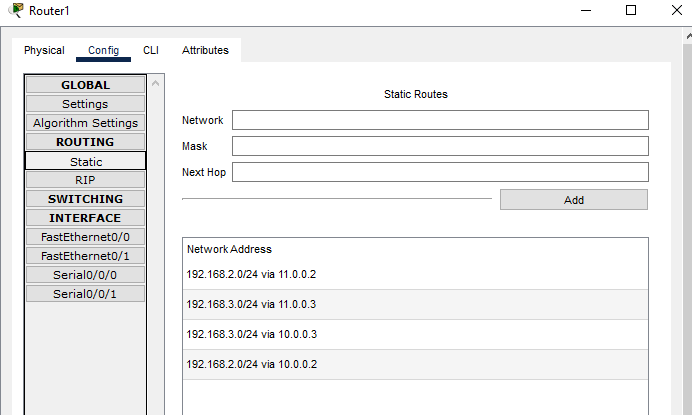 Router1
Physical Config CLI Attributes
GLOBAL
Settings
Algorithm Settings
ROUTING
Static
RIP
SWITCHING
INTERFACE
FastEthernet0/0
FastEthernet0/1
Serial0/0/0
Serial0/0/1
Static Routes
Network
Mask
Next Hop
Add
Network Address
192.168.2.0/24 via 11.0.0.2
192.168.3.0/24 via 11.0.0.3
192.168.3.0/24 via 10.0.0.3
192.168.2.0/24 via 10.0.0.2